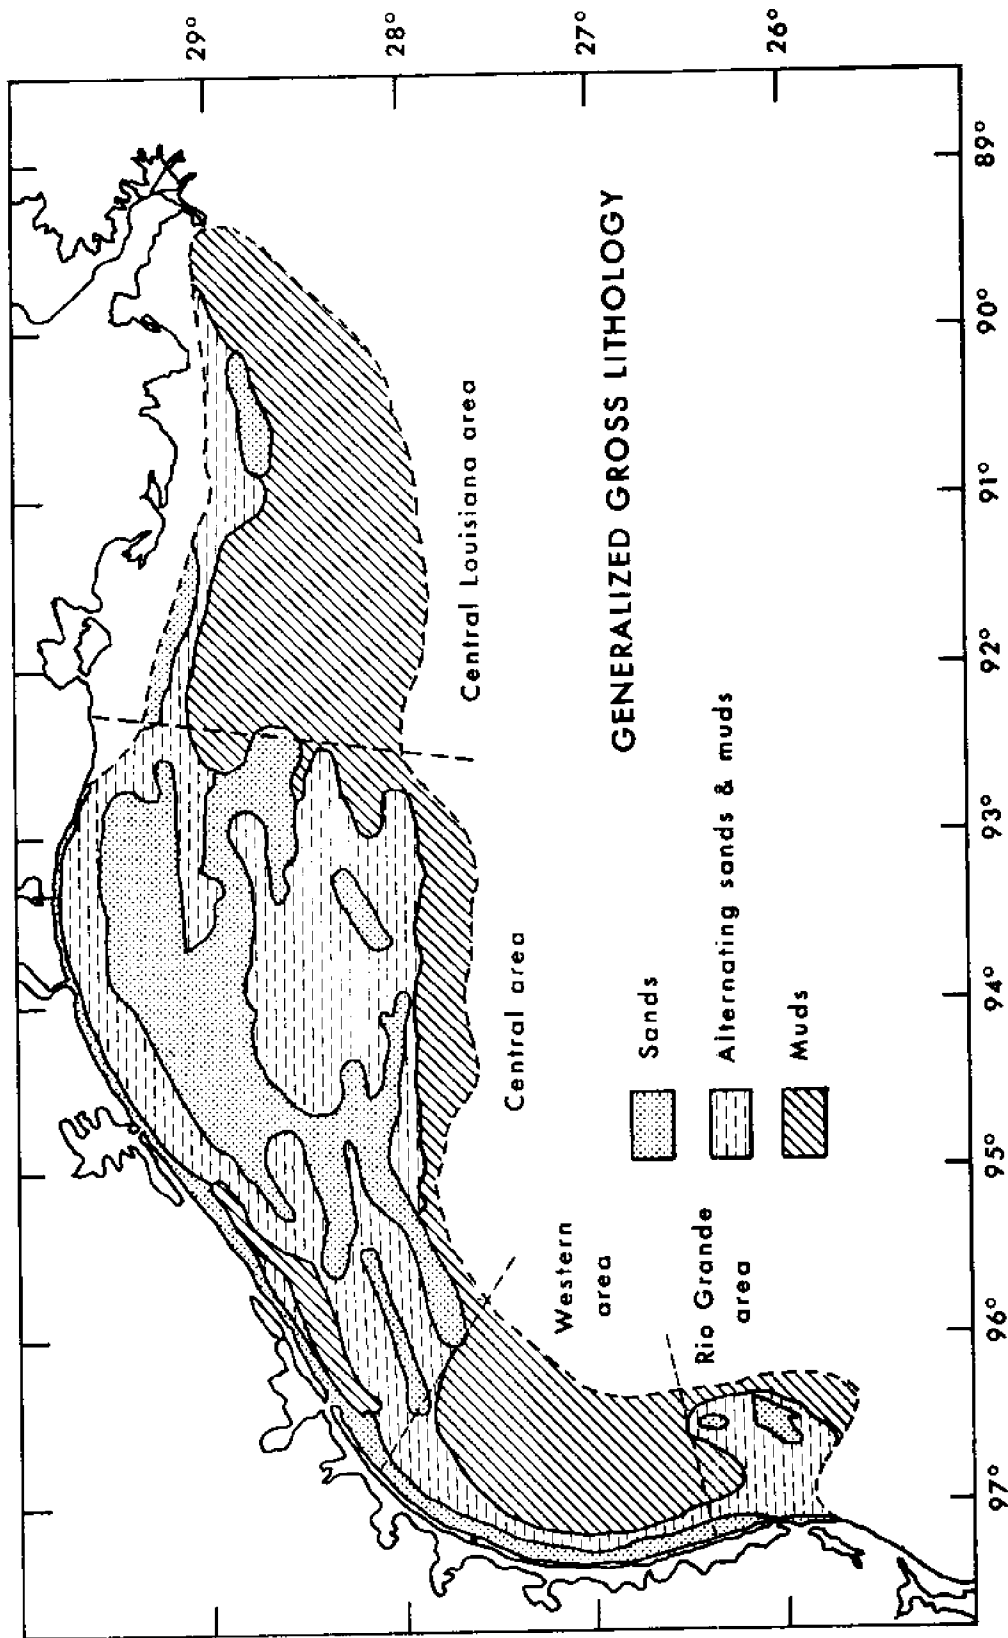 29°
28°
27°
26°
Central Louisiana area
GENERALIZED GROSS LITHOLOGY
Central area
Sands
Alternating sands & muds
Muds
Western
area
Rio Grande
area
97°
96°
95°
94°
93°
92°
91°
90°
89°